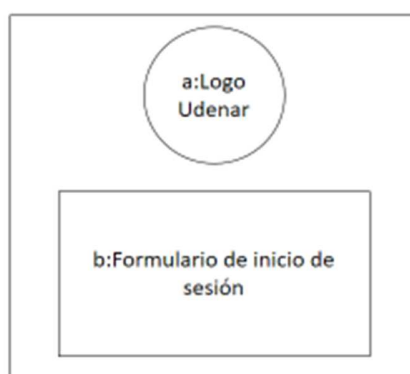 a:Logo
Udenar
b:Formulario de inicio de
sesión